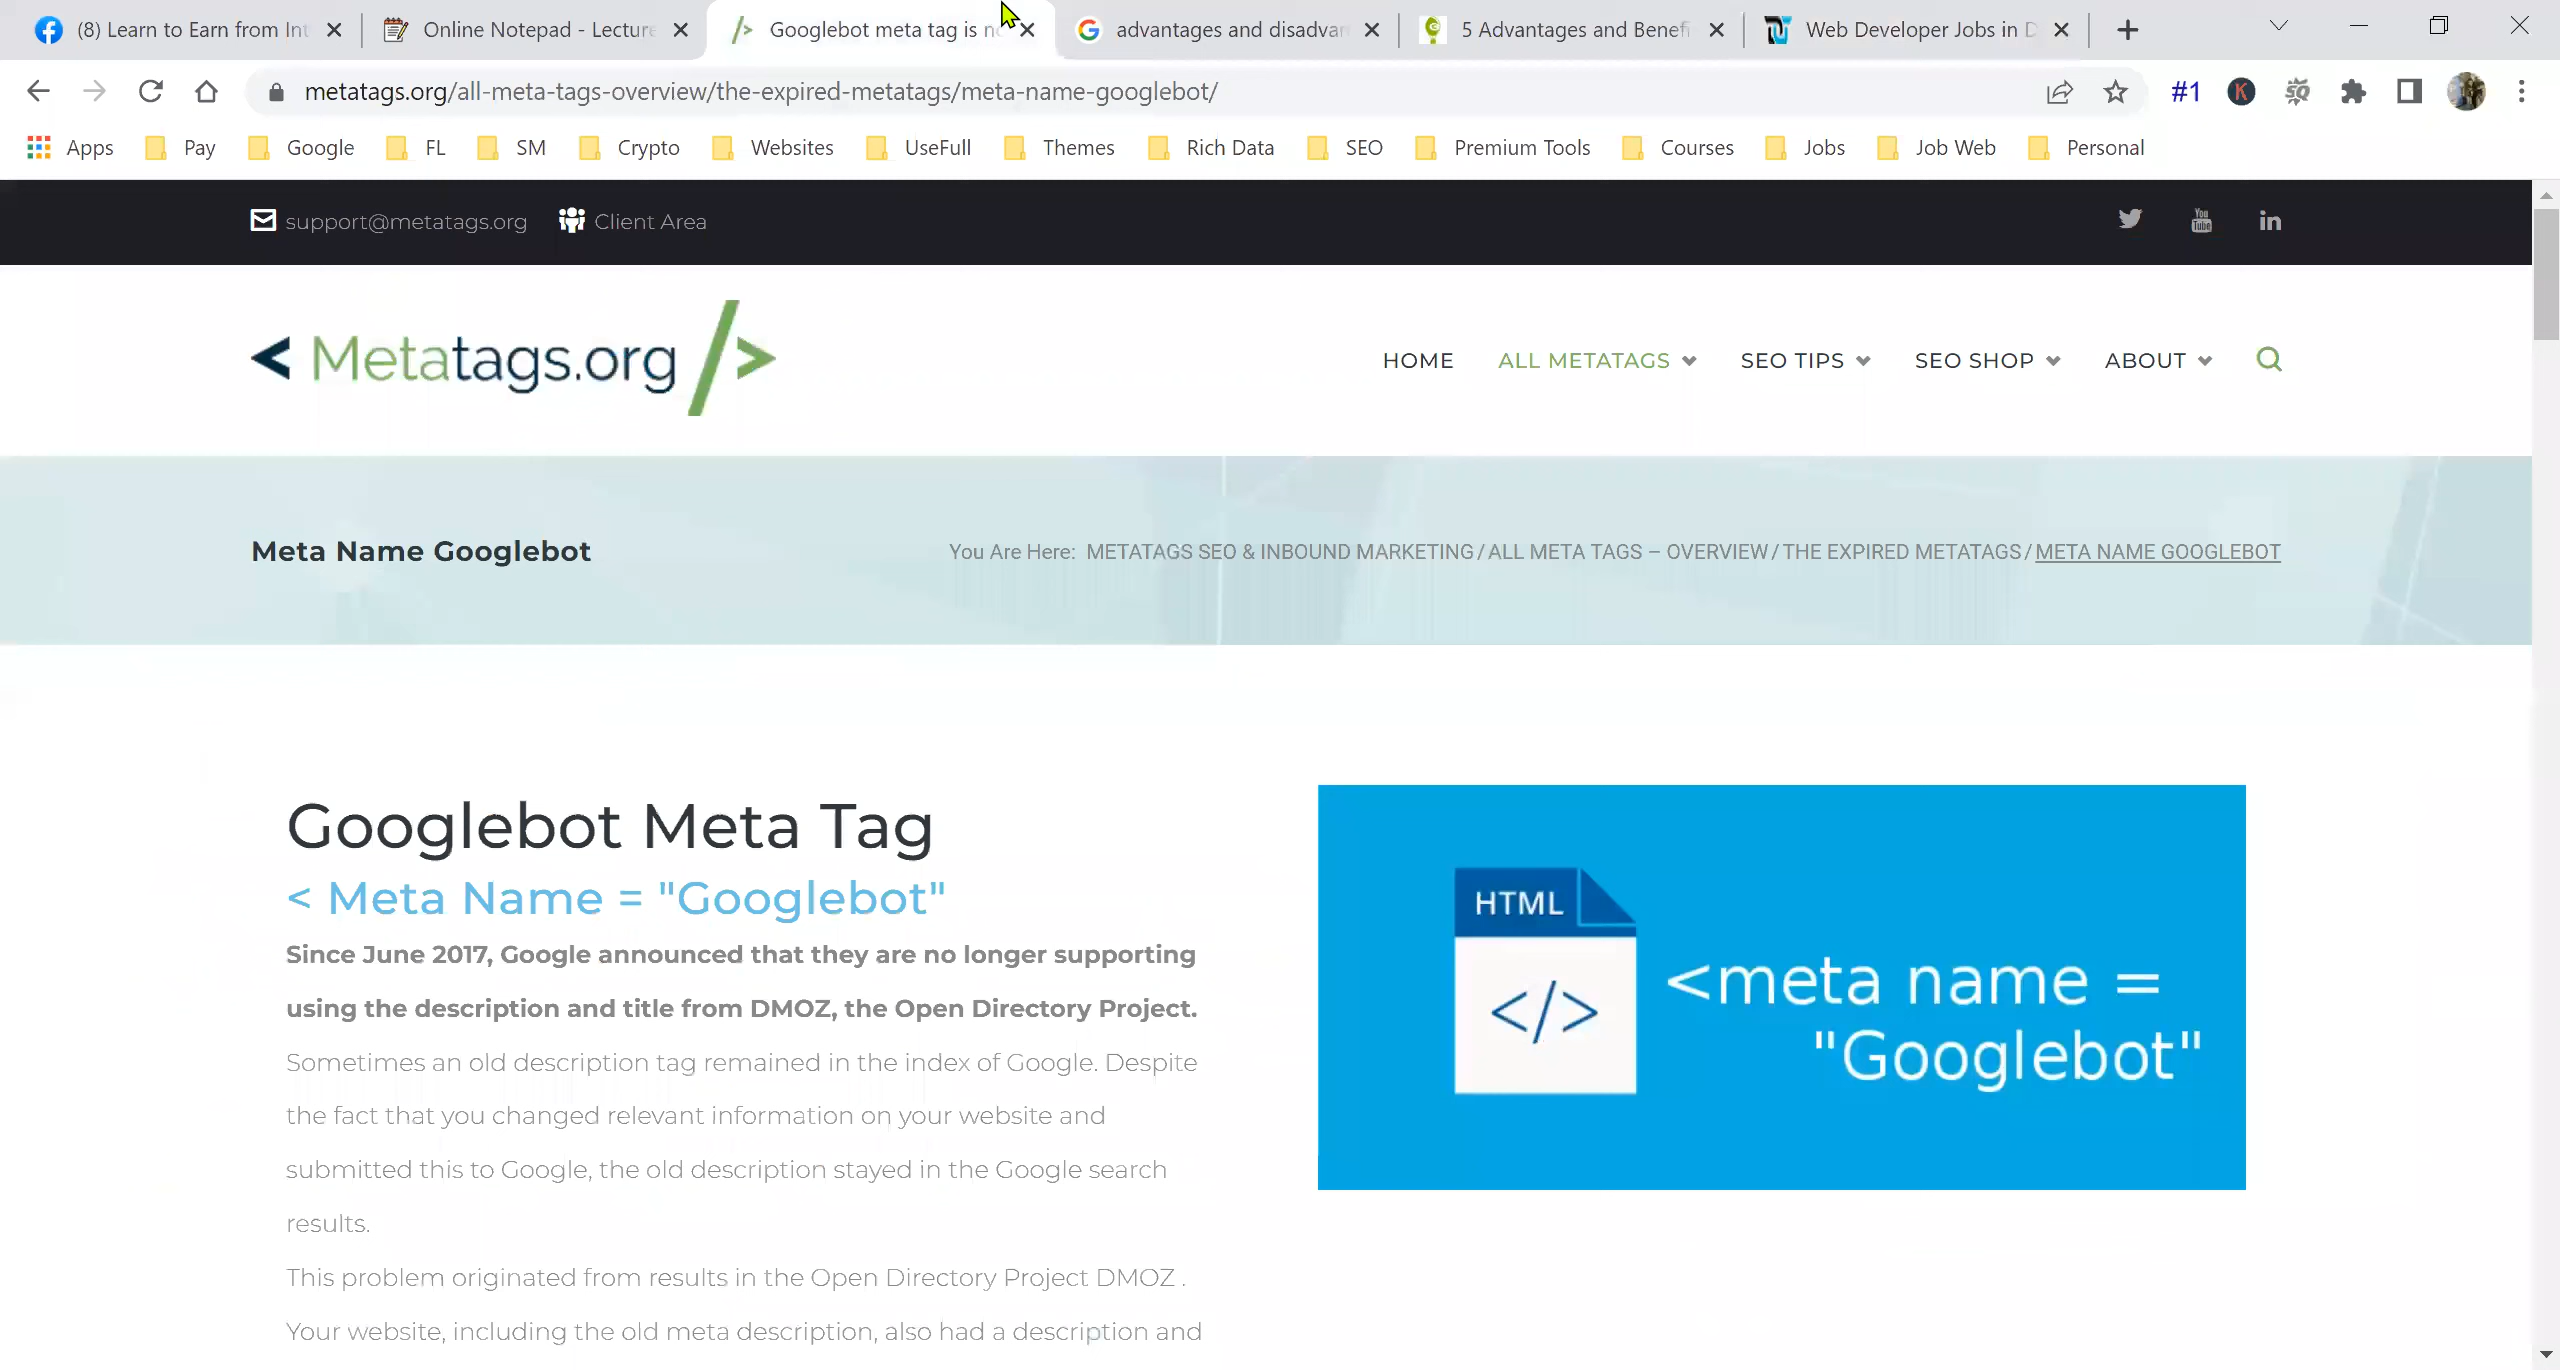 (8) Learn to Earn from Int
Online Notepad - Lecture
Googlebot meta tag is n
advantages and disadvan
5 Advantages and Benefi
Web Developer Jobs in D
metatags.org/all-meta-tags-overview/the-expired-metatags/meta-name-googlebot/
#1
K
SQ
Apps
Pay
Google
FL
SM
Crypto
Websites
UseFull
Themes
Rich Data
SEO
Premium Tools
Courses
Jobs
Job Web
Personal
support@metatags.org
Client Area
You Tube
in
< Metatags.org />
HOME
ALL METATAGS
SEO TIPS
SEO SHOP
ABOUT
Meta Name Googlebot
You Are Here: METATAGS SEO & INBOUND MARKETING / ALL META TAGS – OVERVIEW / THE EXPIRED METATAGS / META NAME GOOGLEBOT
Googlebot Meta Tag
< Meta Name = "Googlebot"
Since June 2017, Google announced that they are no longer supporting
using the description and title from DMOZ, the Open Directory Project.
Sometimes an old description tag remained in the index of Google. Despite
the fact that you changed relevant information on your website and
submitted this to Google, the old description stayed in the Google search
results.
This problem originated from results in the Open Directory Project DMOZ .
Your website, including the old meta description, also had a description and
HTML
</>
<meta name =
"Googlebot"